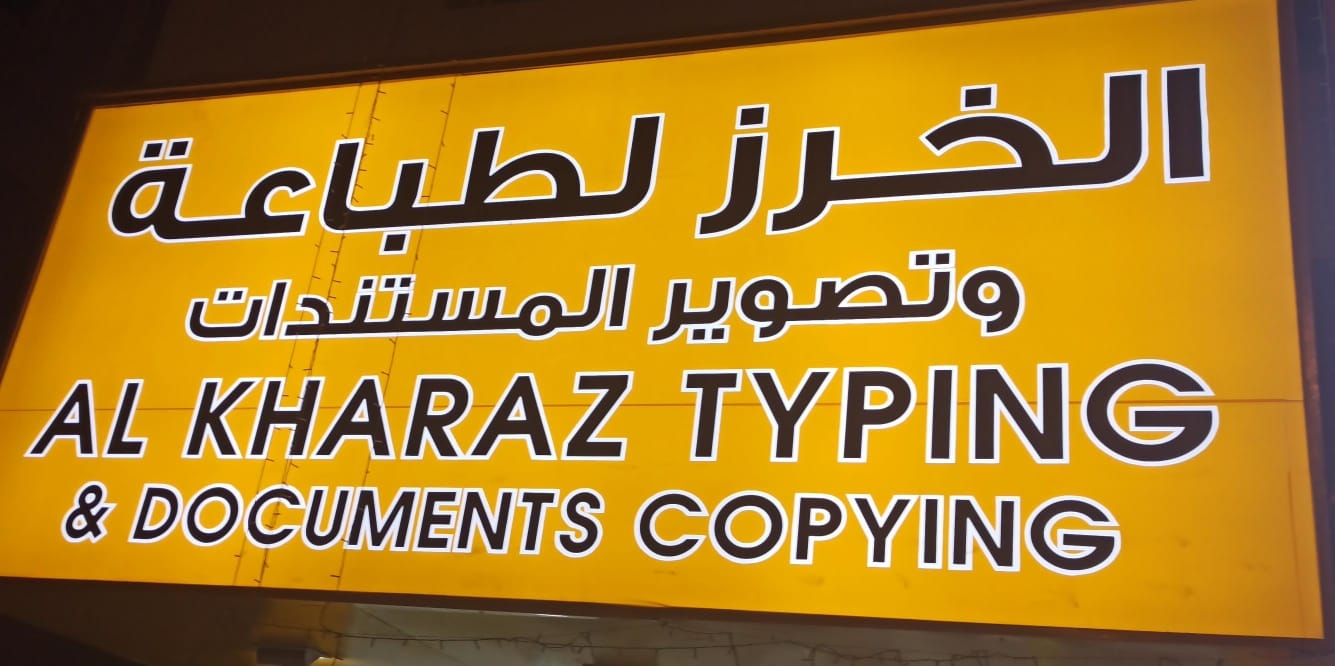 الخرز لطباعة
وتصوير المستندات
AL KHARAZ TYPING
& DOCUMENTS COPYING